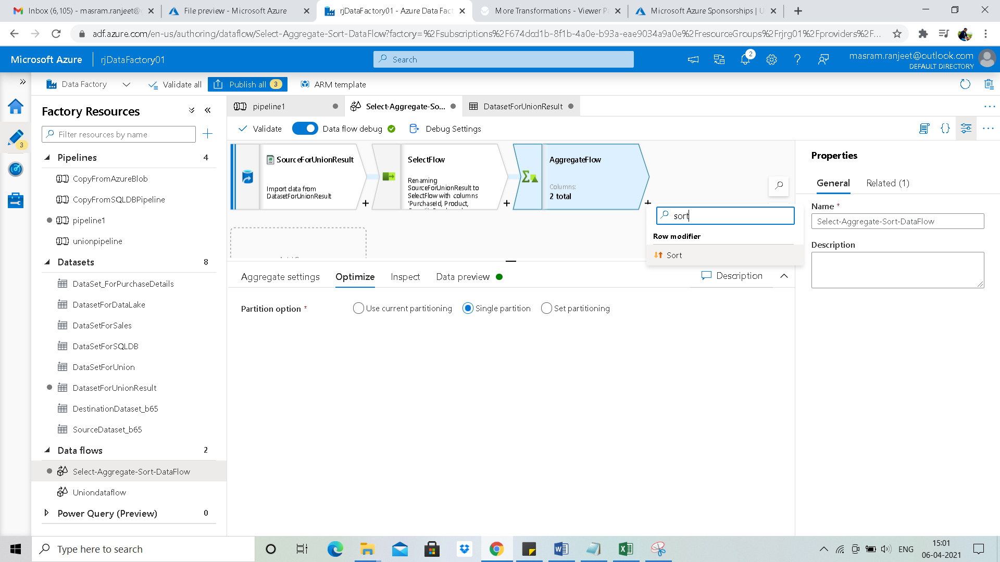 Inbox (6,105) - masram.ranjeet@g
File preview - Microsoft Azure
rjDataFactory01 - Azure Data Fact
More Transformations - Viewer Pa
Microsoft Azure Sponsorships | U
adf.azure.com/en-us/authoring/dataflow/Select-Aggregate-Sort-DataFlow?factory=%2Fsubscriptions%2F674dcd1b-8f1b-4a0e-b93a-eae9034a9a0e%2FresourceGroups%2Frjrg01%2Fproviders%2F...
Microsoft Azure
rjDataFactory01
Search
2
masram.ranjeet@outlook.com
DEFAULT DIRECTORY
Data Factory
Validate all
Publish all 3
ARM template
Factory Resources
3
Filter resources by name
Pipelines 4
CopyFromAzureBlob
CopyFromSQLDBPipeline
pipeline1
unionpipeline
Datasets 8
DataSet_ForPurchaseDetails
DatasetForDataLake
DataSetForSales
DataSetForSQLDB
DataSetForUnion
DatasetForUnionResult
DestinationDataset_b65
SourceDataset_b65
Data flows 2
Select-Aggregate-Sort-DataFlow
Uniondataflow
Power Query (Preview) 0
pipeline1
Select-Aggregate-So...
DatasetForUnionResult
Validate
Data flow debug
Debug Settings
SourceForUnionResult
Import data from
DatasetForUnionResult
SelectFlow
Renaming
SourceForUnionResult to
SelectFlow with columns
'PurchaseId, Product,
AggregateFlow
Columns:
2 total
sort
Row modifier
Sort
Aggregate settings
Optimize
Inspect
Data preview
Description
Partition option *
Use current partitioning
Single partition
Set partitioning
Properties
General
Related (1)
Name *
Select-Aggregate-Sort-DataFlow
Description
Type here to search
ENG
15:01
06-04-2021